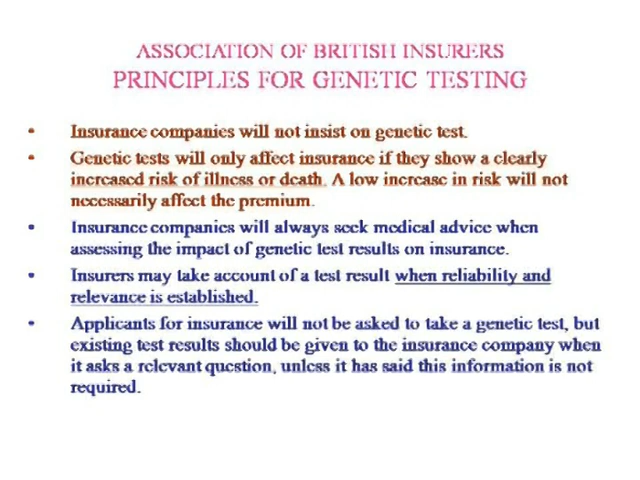 ASSOCIATION OF BRITISH INSURERS
PRINCIPLES FOR GENETIC TESTING
• Insurance companies will not insist on genetic test.
• Genetic tests will only affect insurance if they show a clearly
increased risk of illness or death. A low increase in risk will not
necessarily affect the premium.
• Insurance companies will always seek medical advice when
assessing the impact of genetic test results on insurance.
• Insurers may take account of a test result when reliability and
relevance is established.
• Applicants for insurance will not be asked to take a genetic test, but
existing test results should be given to the insurance company when
it asks a relevant question, unless it has said this information is not
required.